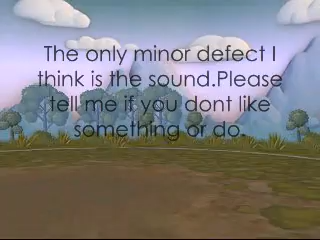 The only minor defect I
think is the sound.Please
tell me if you dont like
something or do.